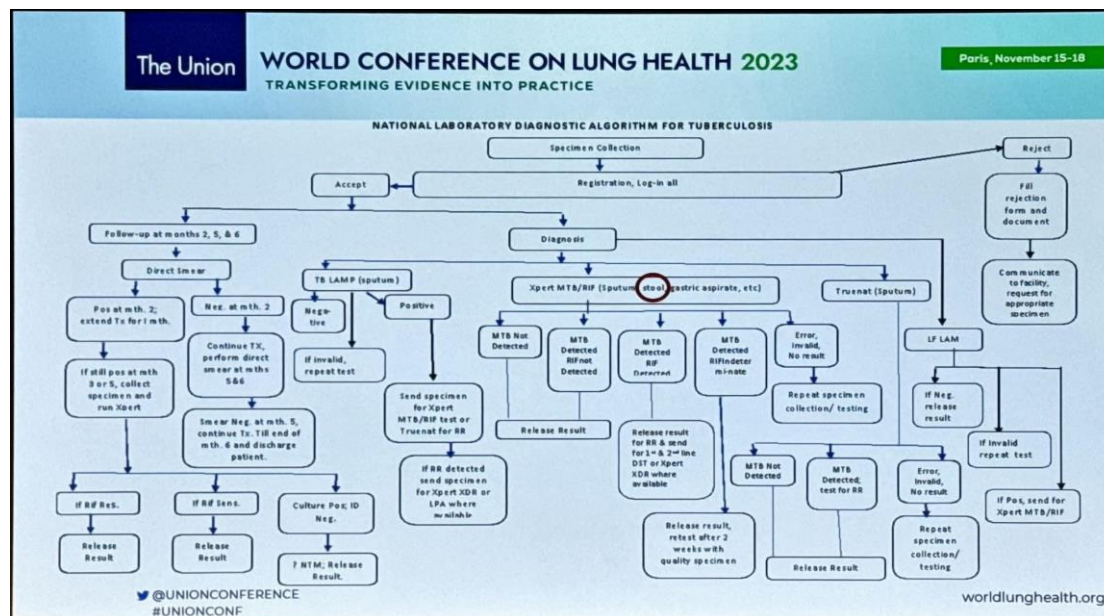 The Union
WORLD CONFERENCE ON LUNG HEALTH 2023
TRANSFORMING EVIDENCE INTO PRACTICE
Paris, November 15-18
NATIONAL LABORATORY DIAGNOSTIC ALGORITHM FOR TUBERCULOSIS
Specimen Collection
Reject
Accept
Registration, Log-in all
Fill
rejection
form and
document
Communicate
to facility,
request for
appropriate
specimen
Follow-up at months 2, 5, & 6
Diagnosis
Direct Smear
TB LAMP (sputum)
Xpert MTB/RIF (Sputum, stool, gastric aspirate, etc)
Truenat (Sputum)
LF LAM
Pos at mth. 2;
extend Tx for 1 mth.
Neg. at mth. 2
Nega-
tive
Positive
MTB Not
Detected
MTB
Detected
RIFnot
Detected
MTB
Detected
RIF
Detected
MTB
Detected
RIFindeter
mi-nate
Error,
Invalid,
No result
If still pos at mth
3 or 5, collect
specimen and
run Xpert
Continue TX,
perform direct
smear at mths
5&6
If invalid,
repeat test
Repeat specimen
collection/ testing
If Neg.
release
result
Send specimen
for Xpert
MTB/RIF test or
Truenat for RR
Release Result
Release result
for RR & send
for 1st & 2nd line
DST or Xpert
XDR where
available
If Invalid
repeat test
Smear Neg. at mth. 5,
continue Tx. Till end of
mth. 6 and discharge
patient.
If RR detected
send specimen
for Xpert XDR or
LPA where
available
MTB Not
Detected
MTB
Detected;
test for RR
Error,
Invalid,
No result
If Pos, send for
Xpert MTB/RIF
If Rif Res.
If Rif Sens.
Culture Pos; ID
Neg.
Release result,
retest after 2
weeks with
quality specimen
Repeat
specimen
collection/
testing
Release
Result
Release
Result
? NTM; Release
Result.
Release Result
@UNIONCONFERENCE
#UNIONCONF
worldlunghealth.org